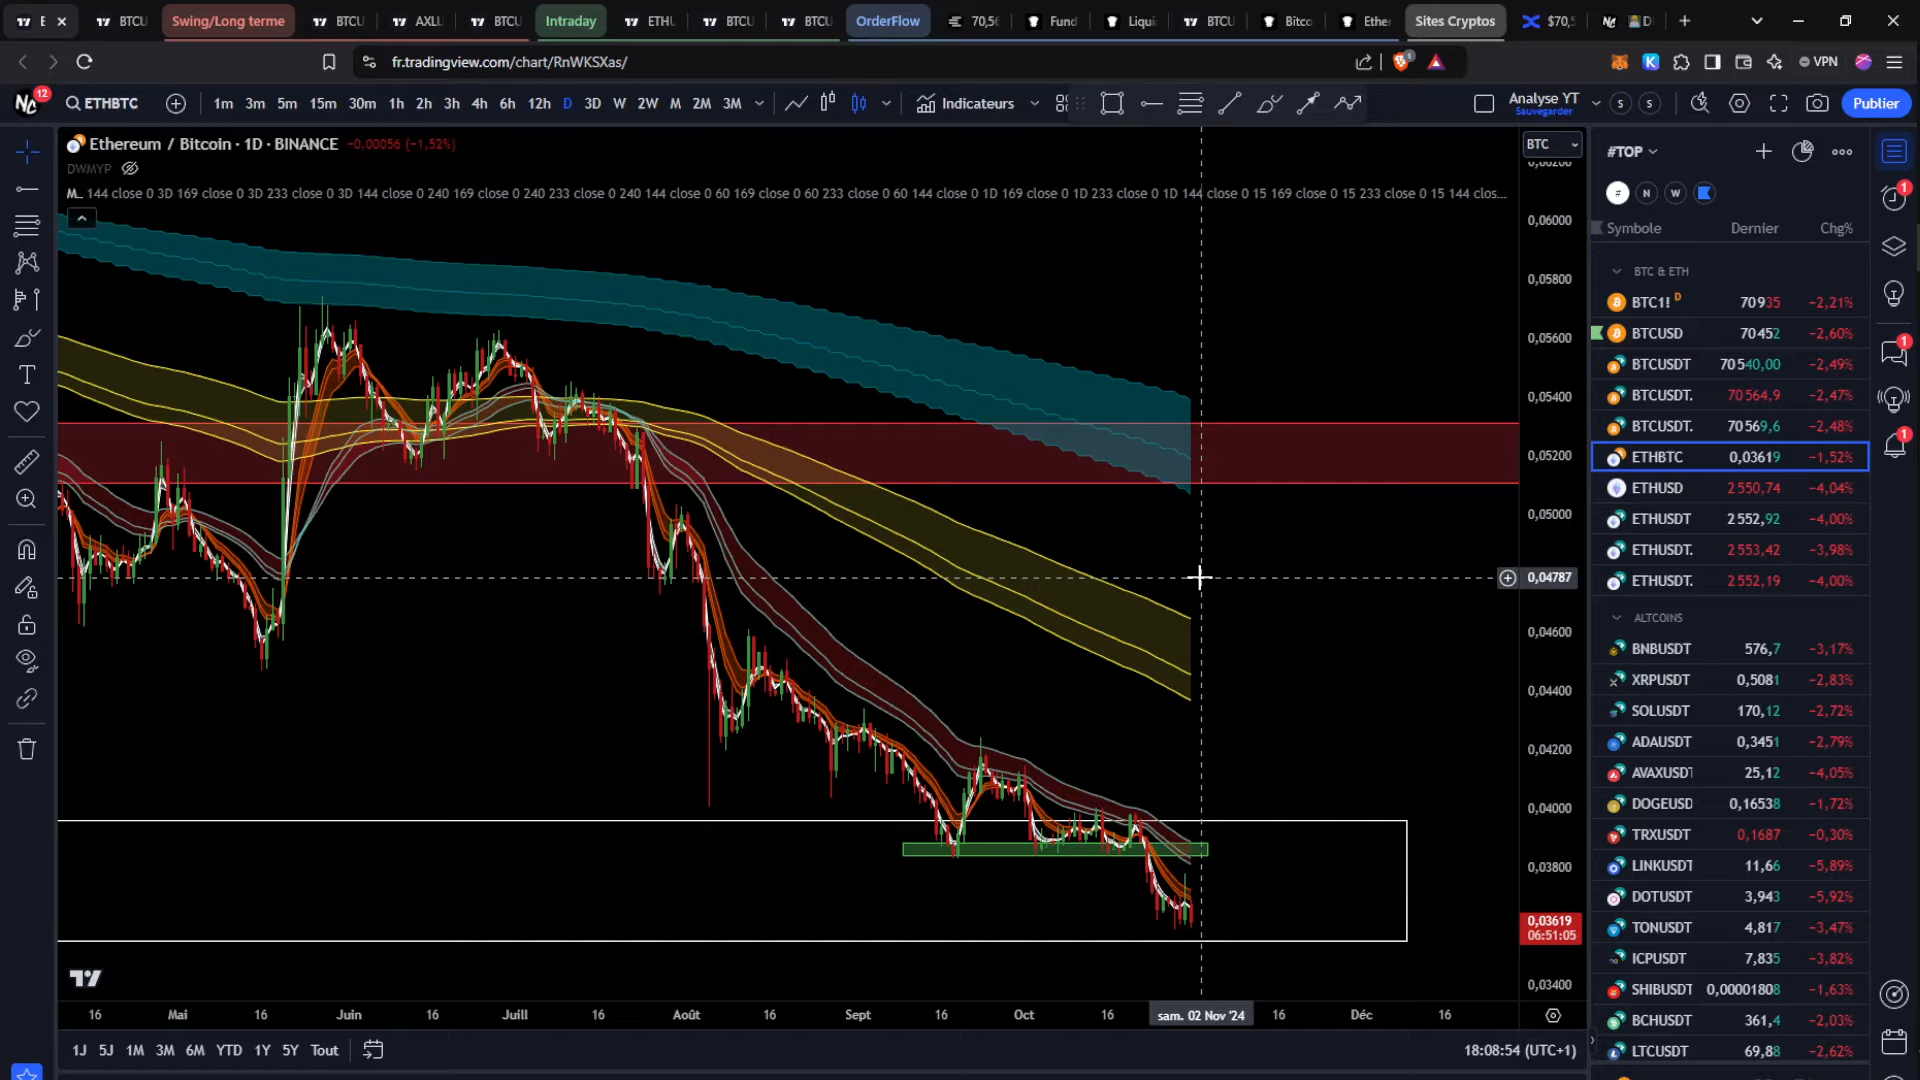 E
BTCU
Swing/Long terme
BTCU
AXLU
BTCU
Intraday
ETHU
BTCU
BTCU
OrderFlow
70,5
Fund
Liqui
BTCU
Bitco
Ether
Sites Cryptos
$70,5
fr.tradingview.com/chart/RnWKSXas/
1
VPN
12
ETHBTC
1m 3m 5m 15m 30m 1h 2h 3h 4h 6h 12h D 3D W 2W M 2M 3M
Indicateurs
Analyse YT
Sauvegarder
S S
Publier
Ethereum / Bitcoin · 1D · BINANCE −0,00056 (−1,52%)
DWMYP
M.. 144 close 0 3D 169 close 0 3D 233 close 0 3D 144 close 0 240 169 close 0 240 233 close 0 240 144 close 0 60 169 close 0 60 233 close 0 60 144 close 0 1D 169 close 0 1D 233 close 0 1D 144 close 0 15 169 close 0 15 233 close 0 15 144 clos...
BTC
0,06000
0,05800
0,05600
0,05400
0,05200
0,05000
0,04787
0,04600
0,04400
0,04200
0,04000
0,03800
0,03619
06:51:05
0,03400
16 Mai 16 Juin 16 Juill 16 Août 16 Sept 16 Oct 16 sam. 02 Nov '24 16 Déc 16
1J 5J 1M 3M 6M YTD 1Y 5Y Tout
18:08:54 (UTC+1)
#TOP
# N W
Symbole Dernier Chg%
BTC & ETH
BTC1! D 70935 −2,21%
BTCUSD 70452 −2,60%
BTCUSDT 70540,00 −2,49%
BTCUSDT. 70564,9 −2,47%
BTCUSDT. 70569,6 −2,48%
ETHBTC 0,03619 −1,52%
ETHUSD 2550,74 −4,04%
ETHUSDT 2552,92 −4,00%
ETHUSDT. 2553,42 −3,98%
ETHUSDT. 2552,19 −4,00%
ALTCOINS
BNBUSDT 576,7 −3,17%
XRPUSDT 0,5081 −2,83%
SOLUSDT 170,12 −2,72%
ADAUSDT 0,3451 −2,79%
AVAXUSDT 25,12 −4,05%
DOGEUSD 0,16538 −1,72%
TRXUSDT 0,1687 −0,30%
LINKUSDT 11,66 −5,89%
DOTUSDT 3,943 −5,92%
TONUSDT 4,817 −3,47%
ICPUSDT 7,835 −3,82%
SHIBUSDT 0,00001808 −1,63%
BCHUSDT 361,4 −2,03%
LTCUSDT 69,88 −2,62%
1
1
1